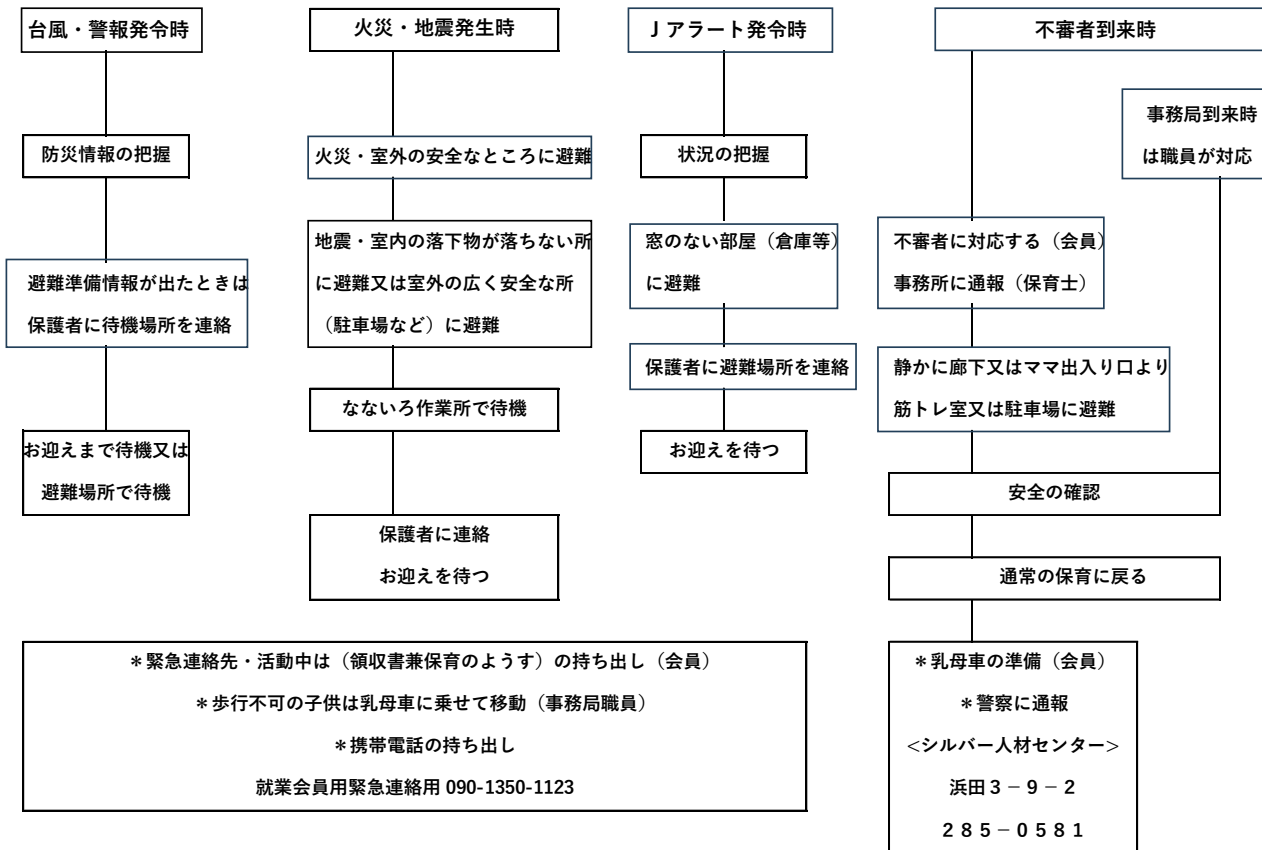 台風・警報発令時
防災情報の把握
避難準備情報が出たときは
保護者に待機場所を連絡
お迎えまで待機又は
避難場所で待機
火災・地震発生時
火災・室外の安全なところに避難
地震・室内の落下物が落ちない所
に避難又は室外の広く安全な所
（駐車場など）に避難
なないろ作業所で待機
保護者に連絡
お迎えを待つ
Ｊアラート発令時
状況の把握
窓のない部屋（倉庫等）
に避難
保護者に避難場所を連絡
お迎えを待つ
不審者到来時
事務局到来時
は職員が対応
不審者に対応する（会員）
事務所に通報（保育士）
静かに廊下又はママ出入り口より
筋トレ室又は駐車場に避難
安全の確認
通常の保育に戻る
＊緊急連絡先・活動中は（領収書兼保育のようす）の持ち出し（会員）
＊歩行不可の子供は乳母車に乗せて移動（事務局職員）
＊携帯電話の持ち出し
就業会員用緊急連絡用 090-1350-1123
＊乳母車の準備（会員）
＊警察に通報
<シルバー人材センター>
浜田３－９－２
２８５－０５８１